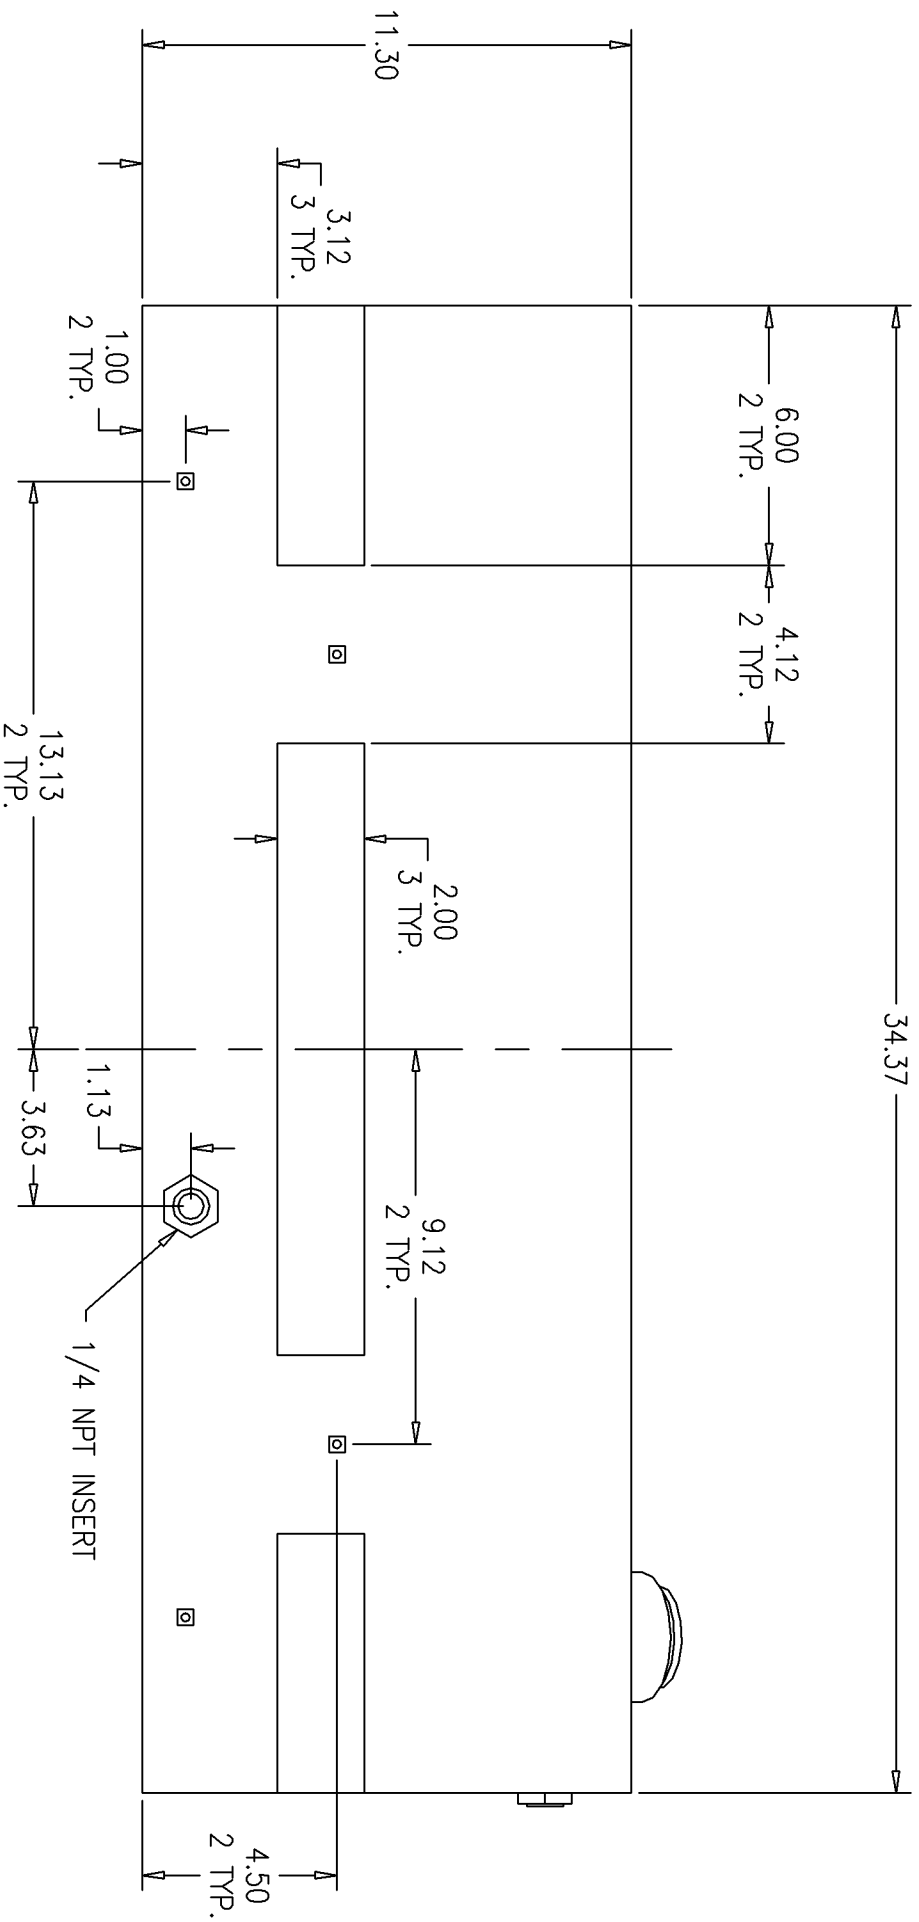 34.37
6.00
2 TYP.
4.12
2 TYP.
11.30
3.12
3 TYP.
2.00
3 TYP.
9.12
2 TYP.
1.00
2 TYP.
1.13
13.13
2 TYP.
3.63
1/4 NPT INSERT
4.50
2 TYP.